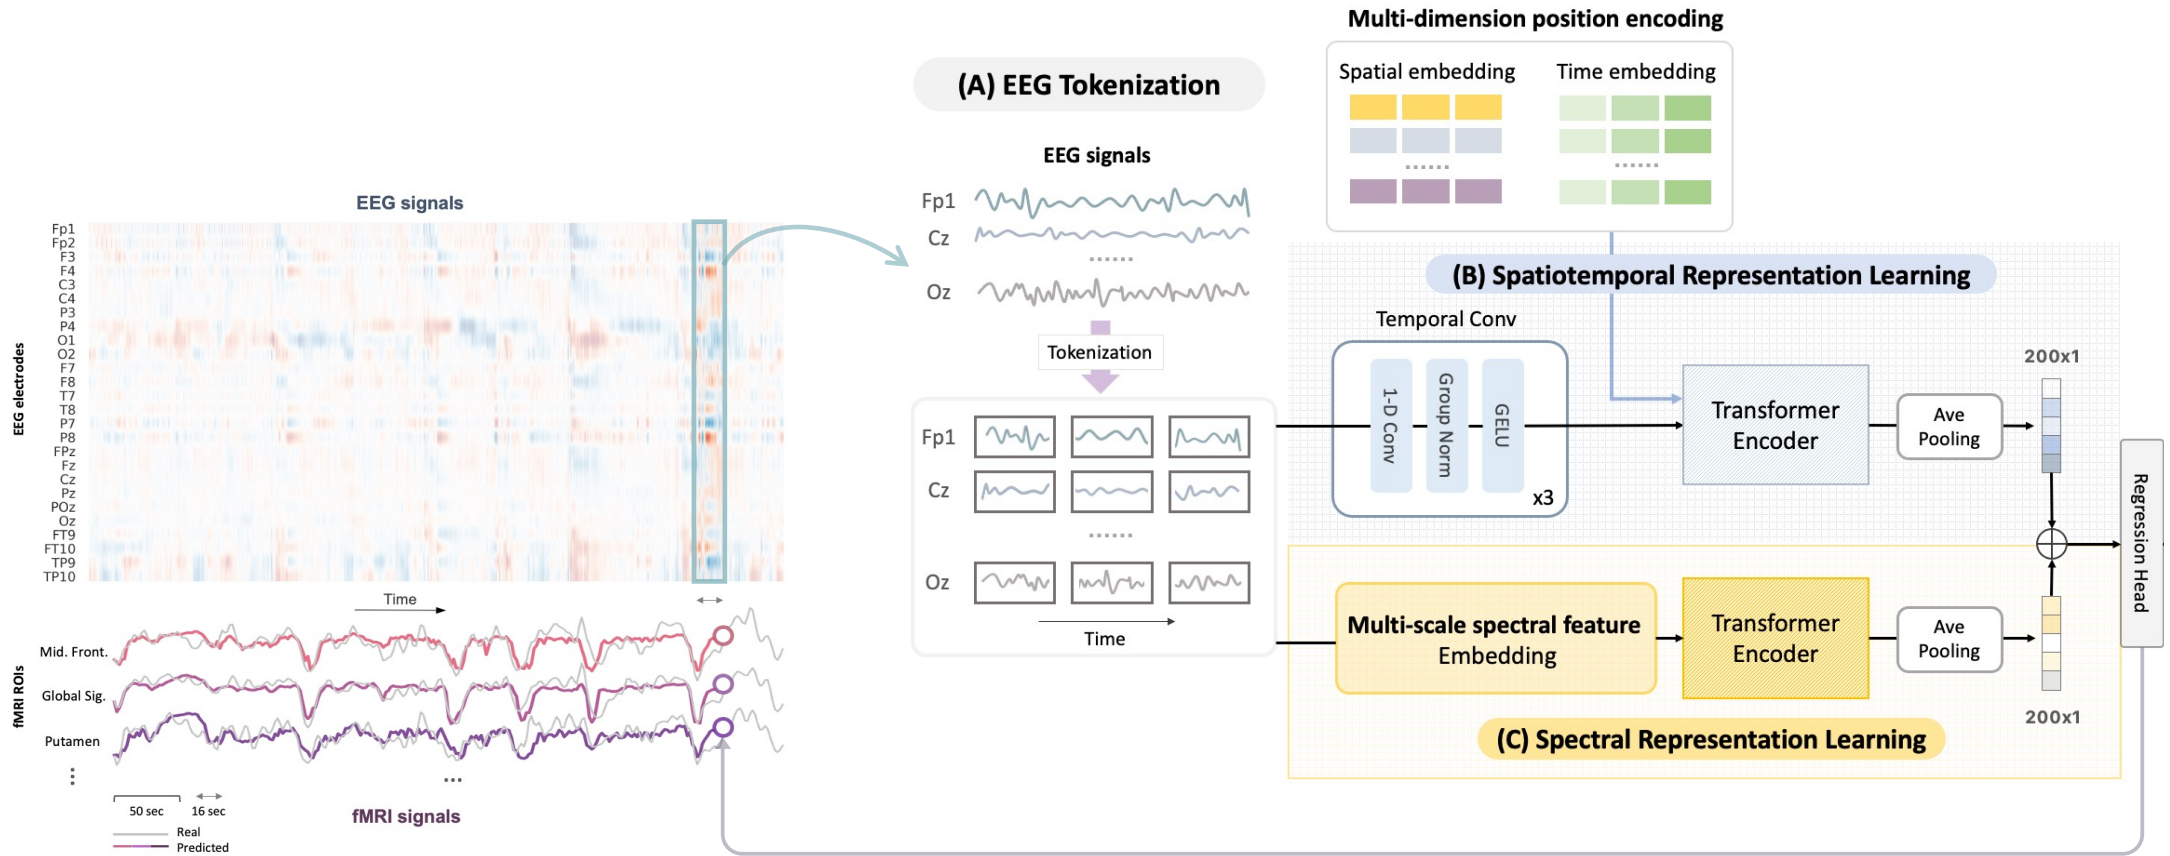 Multi-dimension position encoding
Spatial embedding
Time embedding
......
......
(A) EEG Tokenization
EEG signals
Fp1
Cz
......
Oz
Tokenization
Fp1
Cz
......
Oz
Time
EEG signals
EEG electrodes
Fp1
Fp2
F3
F4
C3
C4
P3
P4
O1
O2
F7
F8
T7
T8
P7
P8
FPz
Fz
Cz
Pz
POz
Oz
FT9
FT10
TP9
TP10
Time
fMRI ROIs
Mid. Front.
Global Sig.
Putamen
...
...
50 sec
16 sec
fMRI signals
Real
Predicted
(B) Spatiotemporal Representation Learning
Temporal Conv
1-D Conv
Group Norm
GELU
x3
Transformer
Encoder
Ave
Pooling
200x1
Regression Head
Multi-scale spectral feature
Embedding
Transformer
Encoder
Ave
Pooling
200x1
(C) Spectral Representation Learning